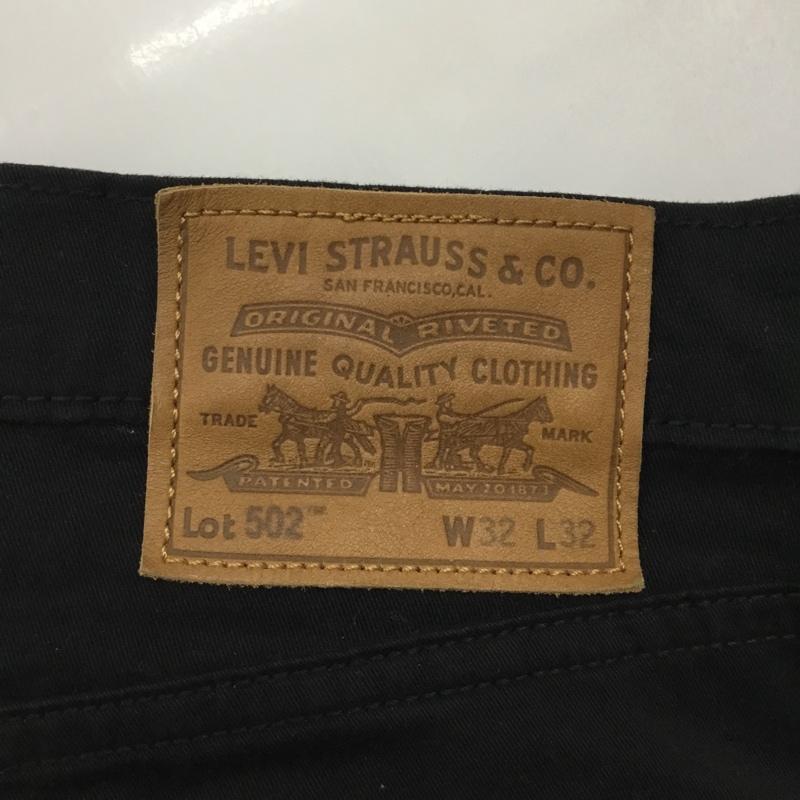 LEVI STRAUSS & CO.
SAN FRANCISCO, CAL.
ORIGINAL RIVETED
GENUINE QUALITY CLOTHING
TRADE MARK
PATENTED MAY 20 1873
Lot 502™ W32 L32